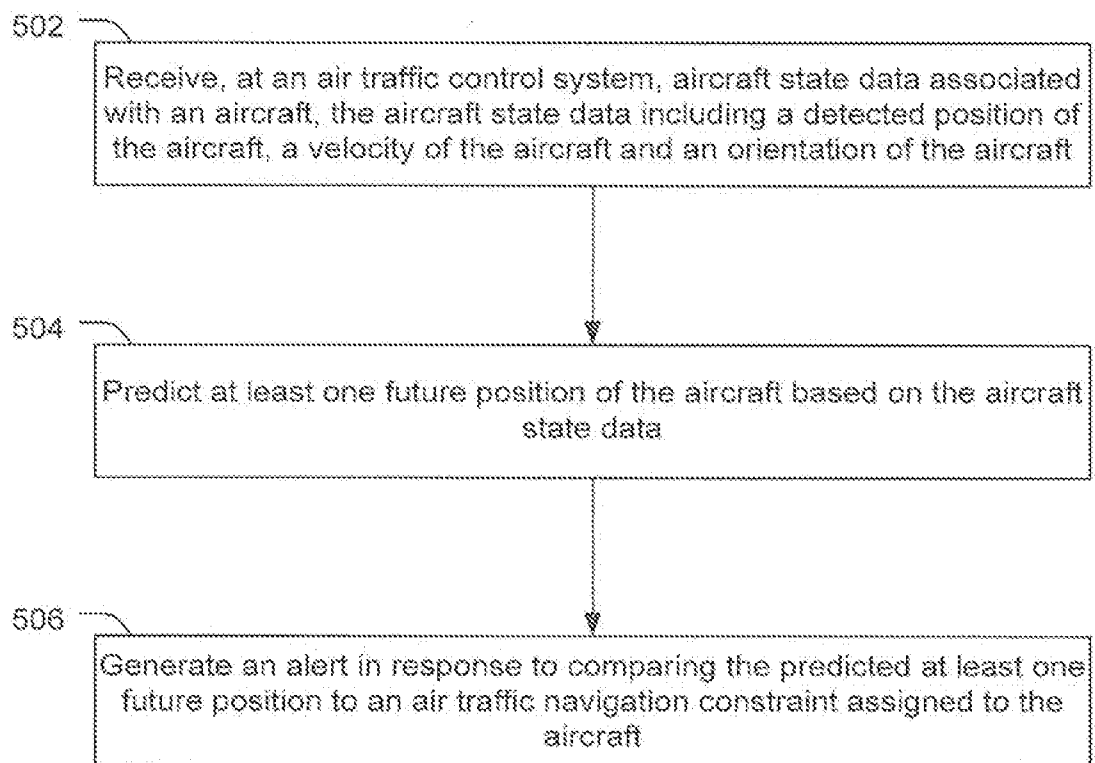 502
Receive, at an air traffic control system, aircraft state data associated
with an aircraft, the aircraft state data including a detected position of
the aircraft, a velocity of the aircraft and an orientation of the aircraft
504
Predict at least one future position of the aircraft based on the aircraft
state data
506
Generate an alert in response to comparing the predicted at least one
future position to an air traffic navigation constraint assigned to the
aircraft